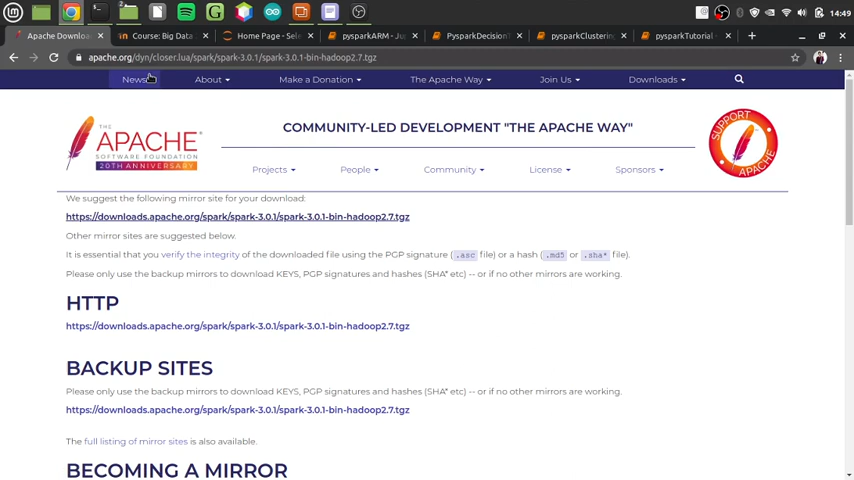 14:49
Apache Downloa
Course: Big Data
Home Page - Sele
pysparkARM - Ju
PysparkDecisionT
pysparkClustering
pysparkTutorial -
apache.org/dyn/closer.lua/spark/spark-3.0.1/spark-3.0.1-bin-hadoop2.7.tgz
News
About
Make a Donation
The Apache Way
Join Us
Downloads
THE
APACHE
SOFTWARE FOUNDATION
20TH ANNIVERSARY
COMMUNITY-LED DEVELOPMENT "THE APACHE WAY"
SUPPORT
APACHE
Projects
People
Community
License
Sponsors
We suggest the following mirror site for your download:
https://downloads.apache.org/spark/spark-3.0.1/spark-3.0.1-bin-hadoop2.7.tgz
Other mirror sites are suggested below.
It is essential that you verify the integrity of the downloaded file using the PGP signature (.asc file) or a hash (.md5 or .sha* file).
Please only use the backup mirrors to download KEYS, PGP signatures and hashes (SHA* etc) -- or if no other mirrors are working.
HTTP
https://downloads.apache.org/spark/spark-3.0.1/spark-3.0.1-bin-hadoop2.7.tgz
BACKUP SITES
Please only use the backup mirrors to download KEYS, PGP signatures and hashes (SHA* etc) -- or if no other mirrors are working.
https://downloads.apache.org/spark/spark-3.0.1/spark-3.0.1-bin-hadoop2.7.tgz
The full listing of mirror sites is also available.
BECOMING A MIRROR